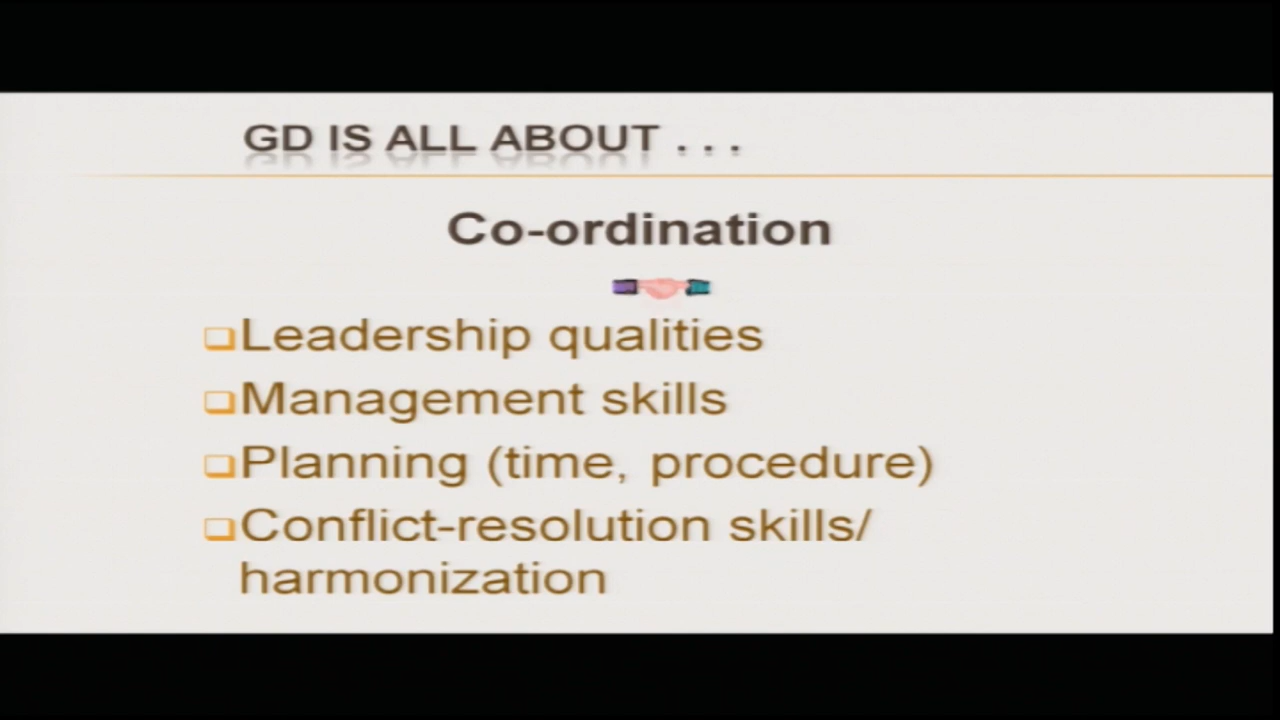 GD IS ALL ABOUT . . .
Co-ordination
Leadership qualities
Management skills
Planning (time, procedure)
Conflict-resolution skills/
harmonization